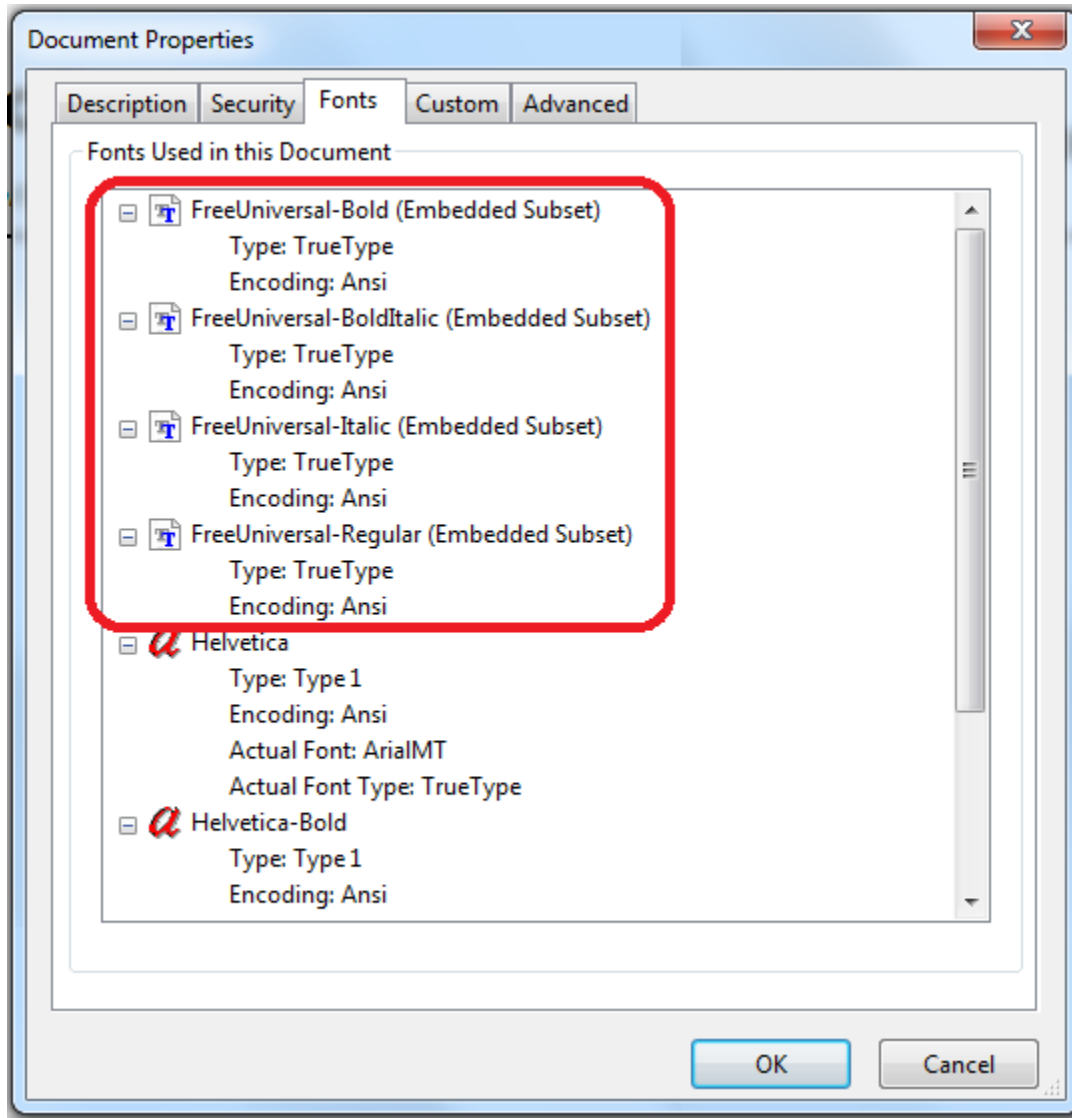 Document Properties
Description Security Fonts Custom Advanced
Fonts Used in this Document
FreeUniversal-Bold (Embedded Subset)
Type: TrueType
Encoding: Ansi
FreeUniversal-BoldItalic (Embedded Subset)
Type: TrueType
Encoding: Ansi
FreeUniversal-Italic (Embedded Subset)
Type: TrueType
Encoding: Ansi
FreeUniversal-Regular (Embedded Subset)
Type: TrueType
Encoding: Ansi
Helvetica
Type: Type 1
Encoding: Ansi
Actual Font: ArialMT
Actual Font Type: TrueType
Helvetica-Bold
Type: Type 1
Encoding: Ansi
OK Cancel